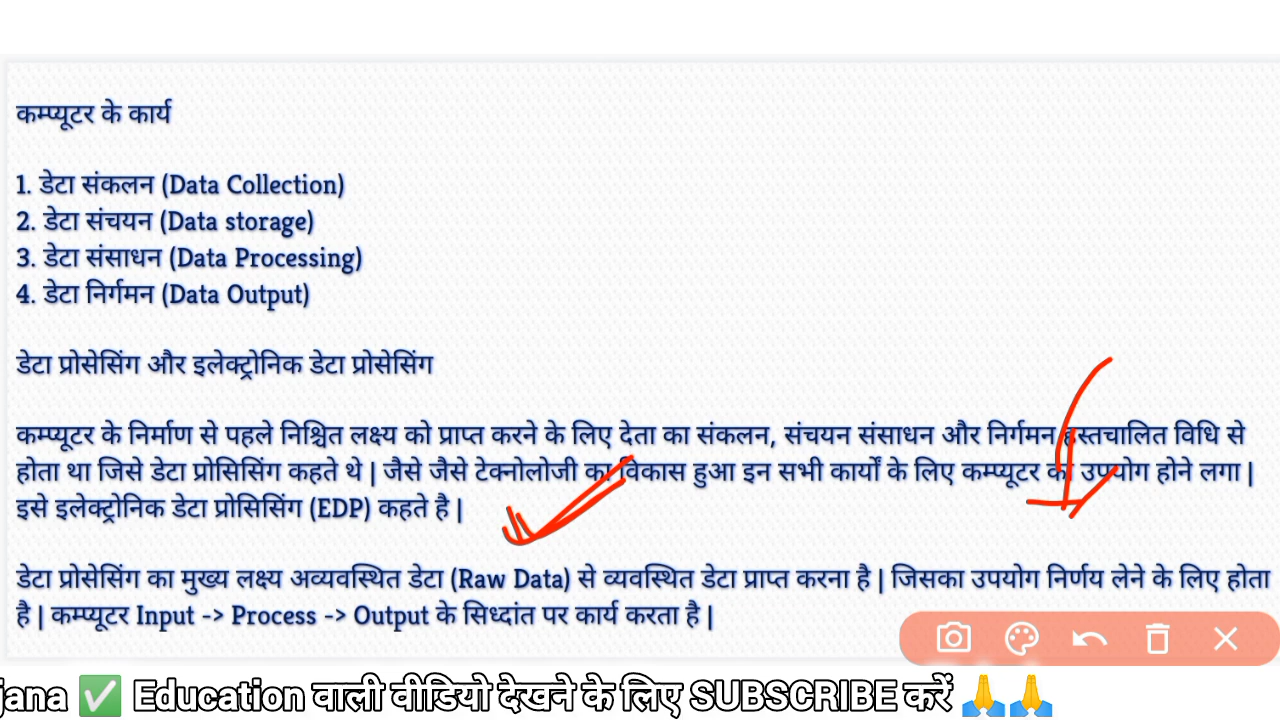 कम्प्यूटर के कार्य
1. डेटा संकलन (Data Collection)
2. डेटा संचयन (Data storage)
3. डेटा संसाधन (Data Processing)
4. डेटा निर्गमन (Data Output)
डेटा प्रोसेसिंग और इलेक्ट्रोनिक डेटा प्रोसेसिंग
कम्प्यूटर के निर्माण से पहले निश्चित लक्ष्य को प्राप्त करने के लिए देता का संकलन, संचयन संसाधन और निर्गमन हस्तचालित विधि से
होता था जिसे डेटा प्रोसिसिंग कहते थे | जैसे जैसे टेक्नोलोजी का विकास हुआ इन सभी कार्यों के लिए कम्प्यूटर का उपयोग होने लगा |
इसे इलेक्ट्रोनिक डेटा प्रोसिसिंग (EDP) कहते है |
डेटा प्रोसेसिंग का मुख्य लक्ष्य अव्यवस्थित डेटा (Raw Data) से व्यवस्थित डेटा प्राप्त करना है | जिसका उपयोग निर्णय लेने के लिए होता
है | कम्प्यूटर Input -> Process -> Output के सिध्दांत पर कार्य करता है |
jana ✅ Education वाली वीडियो देखने के लिए SUBSCRIBE करें 🙏🙏